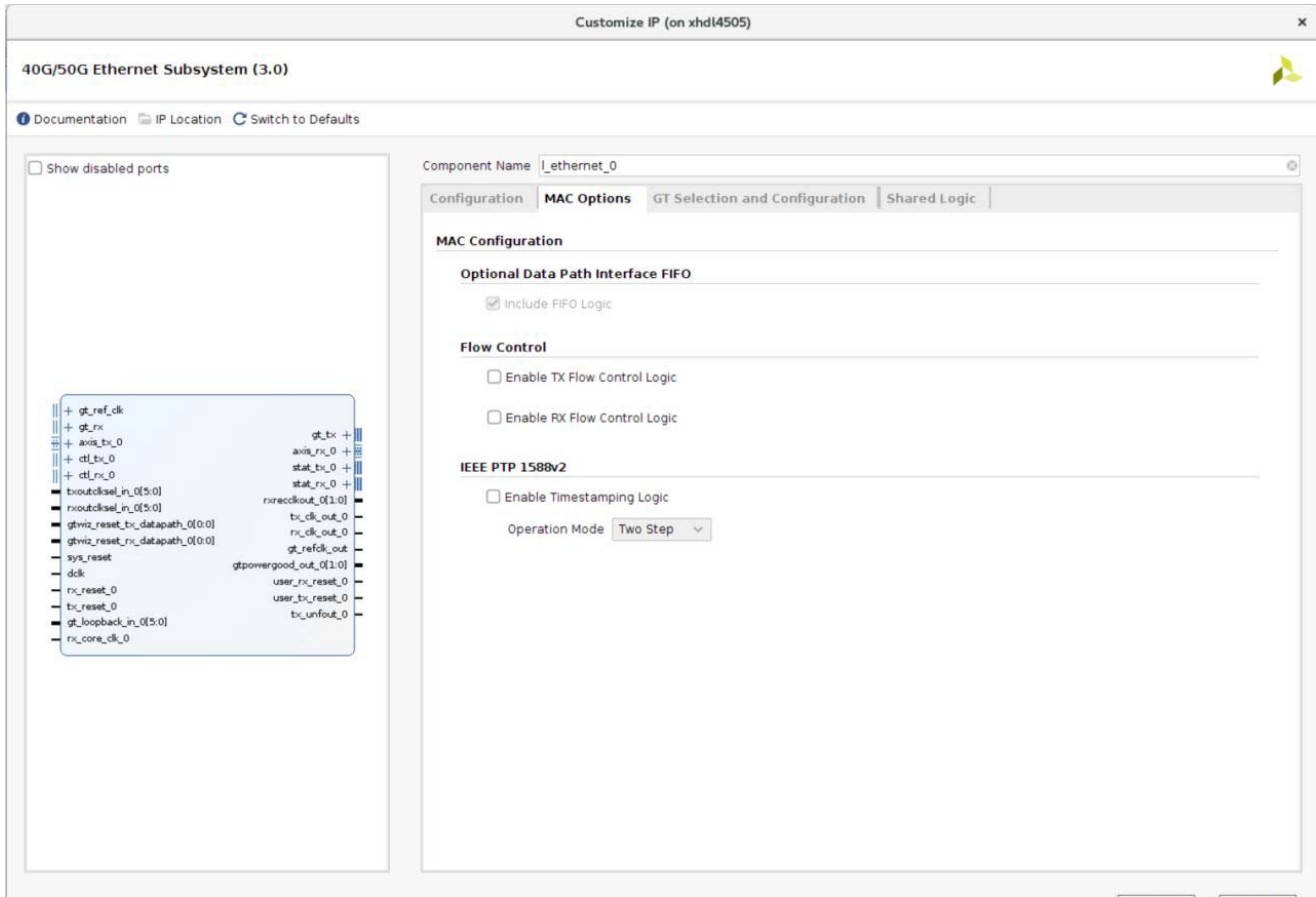 Customize IP (on xhdl4505)
40G/50G Ethernet Subsystem (3.0)
Documentation IP Location Switch to Defaults
Show disabled ports
gt_ref_clk
gt_rx
axis_tx_0
ctl_tx_0
ctl_rx_0
txoutclksel_in_0[5:0]
rxoutclksel_in_0[5:0]
gtwiz_reset_tx_datapath_0[0:0]
gtwiz_reset_rx_datapath_0[0:0]
sys_reset
dclk
rx_reset_0
tx_reset_0
gt_loopback_in_0[5:0]
rx_core_clk_0
gt_tx
axis_rx_0
stat_tx_0
stat_rx_0
rxrecclkout_0[1:0]
tx_clk_out_0
rx_clk_out_0
gt_refclk_out
gtpowergood_out_0[1:0]
user_rx_reset_0
user_tx_reset_0
tx_unfout_0
Component Name l_ethernet_0
Configuration MAC Options GT Selection and Configuration Shared Logic
MAC Configuration
Optional Data Path Interface FIFO
Include FIFO Logic
Flow Control
Enable TX Flow Control Logic
Enable RX Flow Control Logic
IEEE PTP 1588v2
Enable Timestamping Logic
Operation Mode Two Step